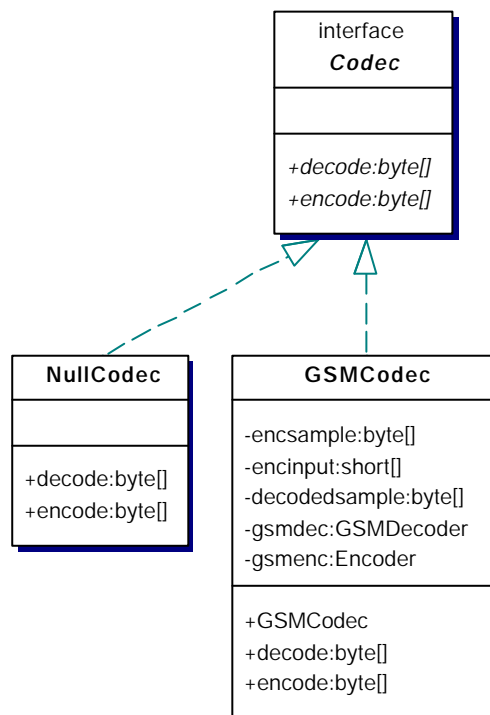 interface
Codec
+decode:byte[]
+encode:byte[]
NullCodec
+decode:byte[]
+encode:byte[]
GSMCodec
-encsample:byte[]
-encinput:short[]
-decodedsample:byte[]
-gsmdec:GSMDecoder
-gsmenc:Encoder
+GSMCodec
+decode:byte[]
+encode:byte[]